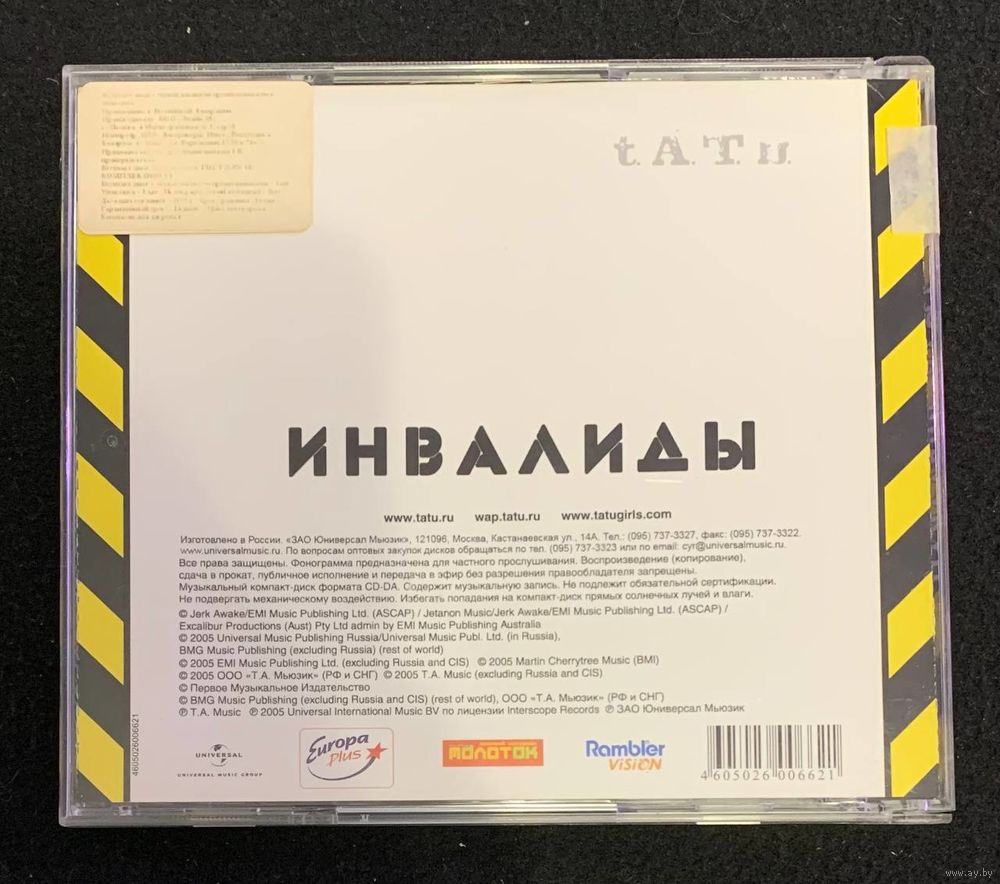 t.A.T.u.
ИНВАЛИДЫ
www.tatu.ru wap.tatu.ru www.tatugirls.com
Изготовлено в России. «ЗАО Юниверсал Мьюзик», 121096, Москва, Кастанаевская ул., 14А. Тел.: (095) 737-3327, факс: (095) 737-3322.
www.universalmusic.ru. По вопросам оптовых закупок дисков обращаться по тел. (095) 737-3323 или по email: cyr@universalmusic.ru.
Все права защищены. Фонограмма предназначена для частного прослушивания. Воспроизведение (копирование),
сдача в прокат, публичное исполнение и передача в эфир без разрешения правообладателя запрещены.
Музыкальный компакт-диск формата CD-DA. Содержит музыкальную запись. Не подлежит обязательной сертификации.
Не подвергать механическому воздействию. Избегать попадания на компакт-диск прямых солнечных лучей и влаги.
© Jerk Awake/EMI Music Publishing Ltd. (ASCAP) / Jetanon Music/Jerk Awake/EMI Music Publishing Ltd. (ASCAP) /
Excalibur Productions (Aust) Pty Ltd admin by EMI Music Publishing Australia
© 2005 Universal Music Publishing Russia/Universal Music Publ. Ltd. (in Russia),
BMG Music Publishing (excluding Russia) (rest of world)
© 2005 EMI Music Publishing Ltd. (excluding Russia and CIS) © 2005 Martin Cherrytree Music (BMI)
© 2005 ООО «Т.А. Мьюзик» (РФ и СНГ) © 2005 T.A. Music (excluding Russia and CIS)
© Первое Музыкальное Издательство
© BMG Music Publishing (excluding Russia and CIS) (rest of world), ООО «Т.А. Мьюзик» (РФ и СНГ)
℗ T.A. Music ℗ 2005 Universal International Music BV по лицензии Interscope Records ℗ ЗАО Юниверсал Мьюзик
4605026006621
UNIVERSAL
UNIVERSAL MUSIC GROUP
Europa
plus
МОЛОТОК
Rambler
ViSiON
4 605026 006621
www.ay.by